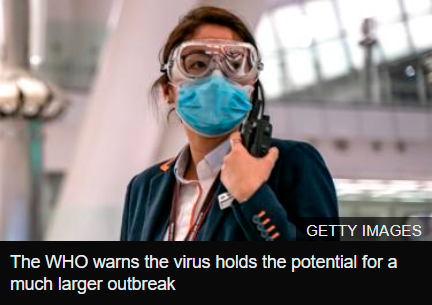 GETTY IMAGES
The WHO warns the virus holds the potential for a
much larger outbreak